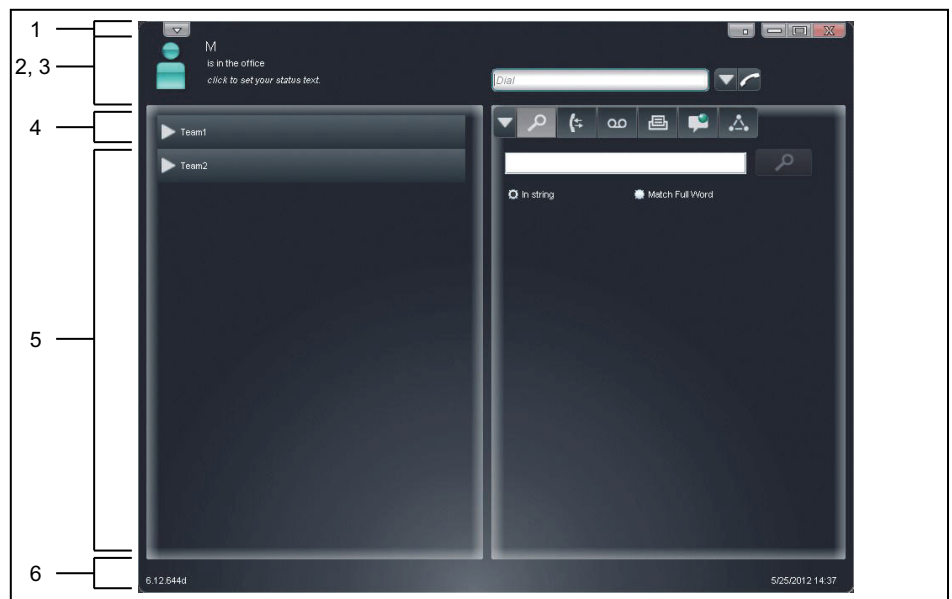 1
2, 3
M
is in the office
click to set your status text.
Dial
4
Team1
Team2
In string
Match Full Word
5
6
6.12.644d
5/25/2012 14:37